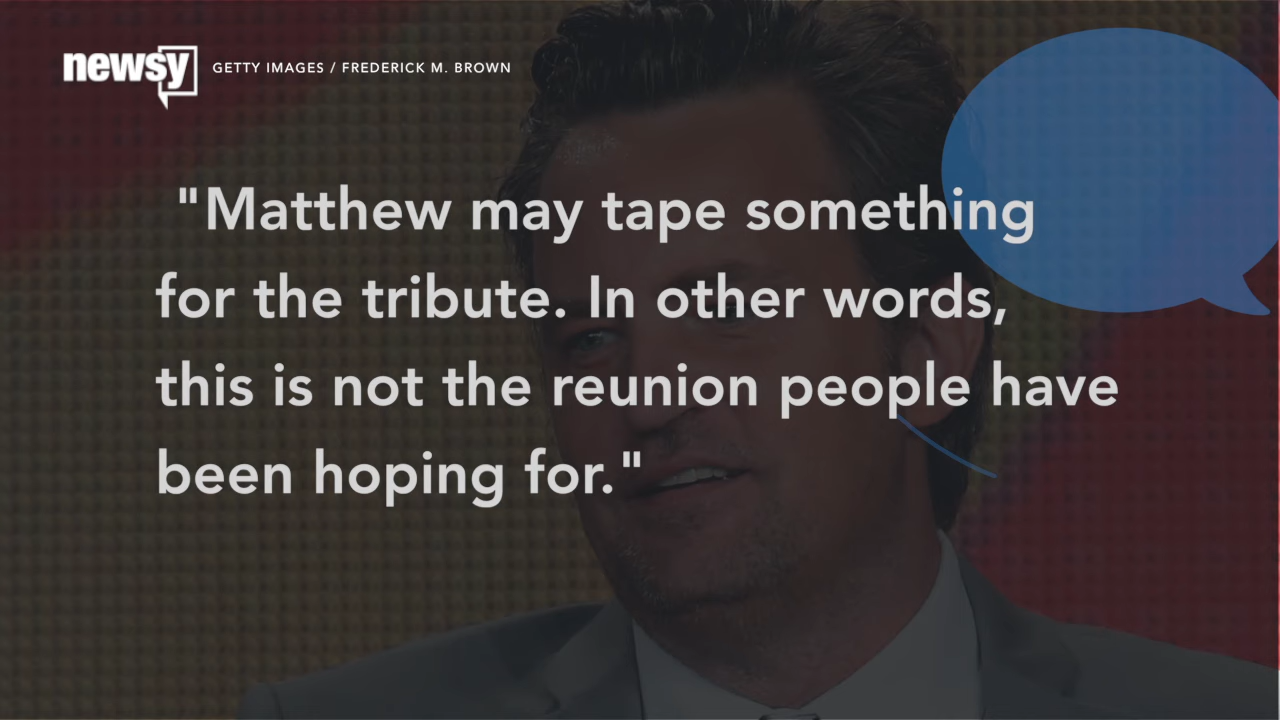 newsy GETTY IMAGES / FREDERICK M. BROWN
"Matthew may tape something
for the tribute. In other words,
this is not the reunion people have
been hoping for."